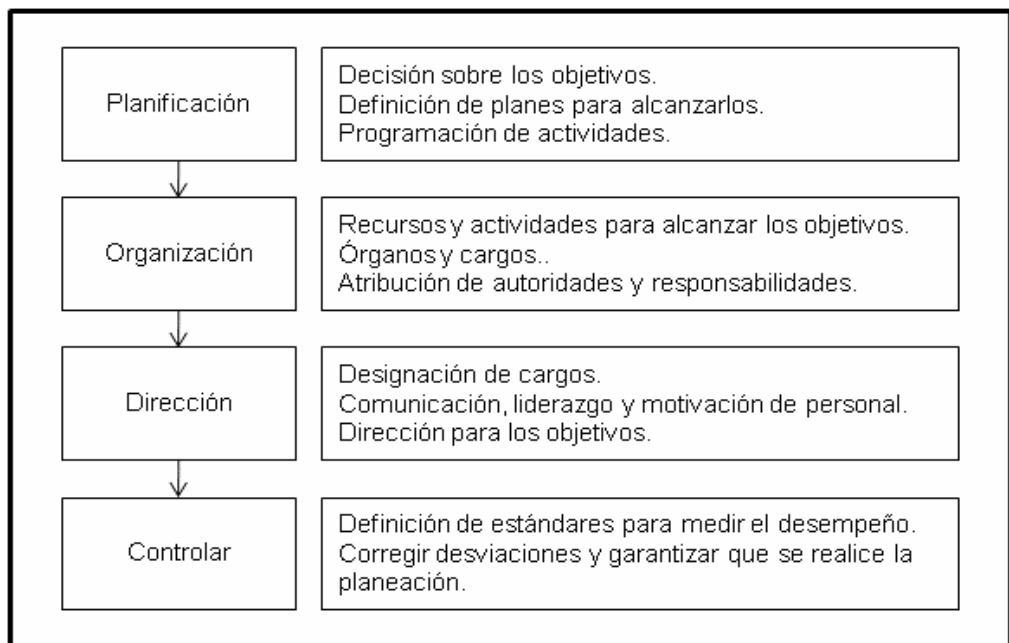 Planificación
Decisión sobre los objetivos.
Definición de planes para alcanzarlos.
Programación de actividades.
Organización
Recursos y actividades para alcanzar los objetivos.
Órganos y cargos..
Atribución de autoridades y responsabilidades.
Dirección
Designación de cargos.
Comunicación, liderazgo y motivación de personal.
Dirección para los objetivos.
Controlar
Definición de estándares para medir el desempeño.
Corregir desviaciones y garantizar que se realice la
planeación.